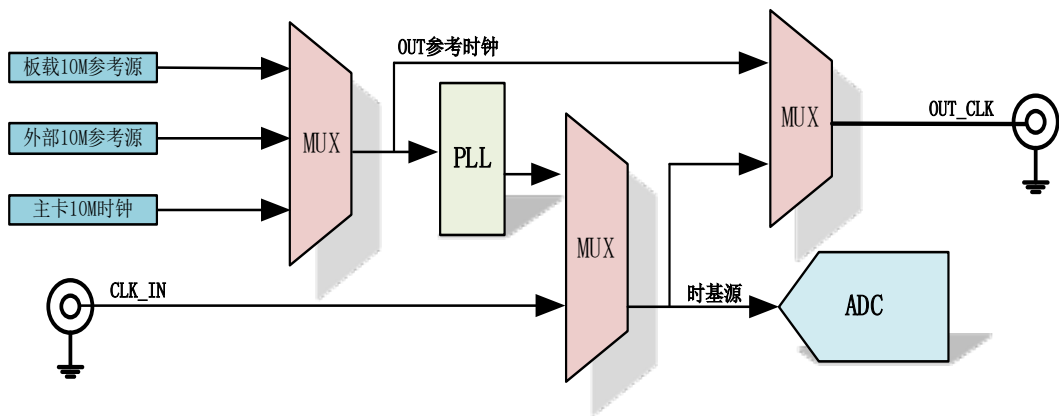 板载10M参考源
外部10M参考源
主卡10M时钟
MUX
OUT参考时钟
PLL
MUX
MUX
OUT_CLK
CLK_IN
时基源
ADC